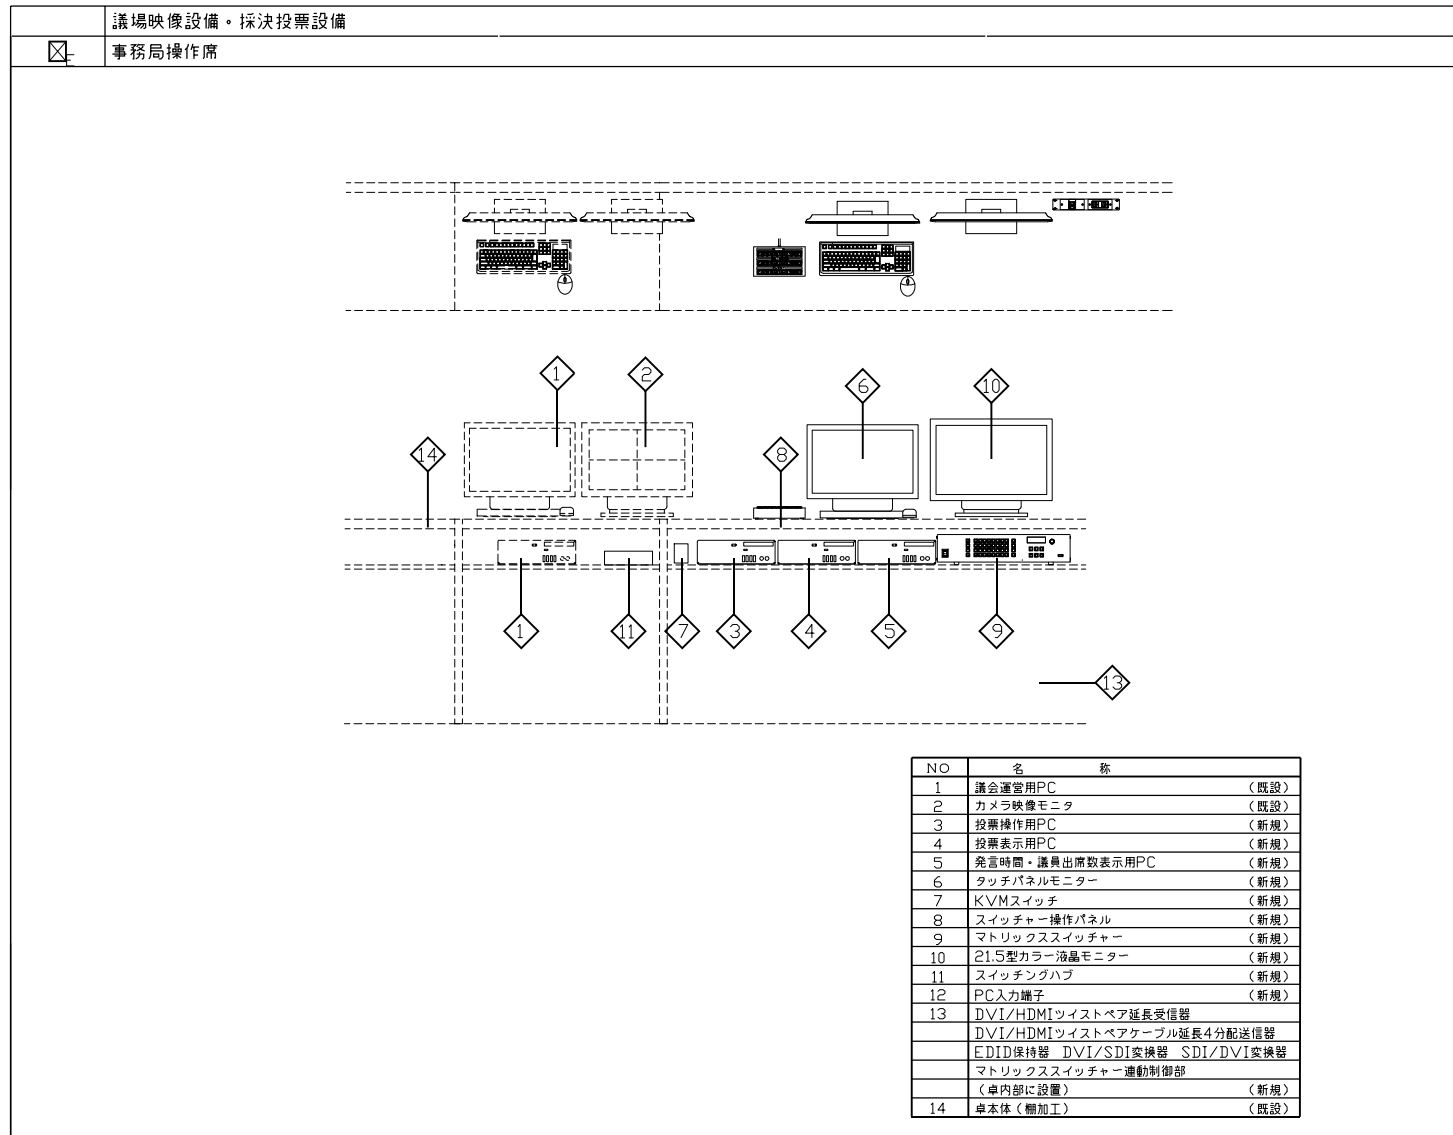 議場映像設備・採決投票設備
事務局操作席
1
2
6
10
14
8
1
11
7
3
4
5
9
13
NO 名 称
1 議会運営用PC (既設)
2 カメラ映像モニタ (既設)
3 投票操作用PC (新規)
4 投票表示用PC (新規)
5 発言時間・議員出席数表示用PC (新規)
6 タッチパネルモニター (新規)
7 KVMスイッチ (新規)
8 スイッチャー操作パネル (新規)
9 マトリックススイッチャー (新規)
10 21.5型カラー液晶モニター (新規)
11 スイッチングハブ (新規)
12 PC入力端子 (新規)
13 DVI/HDMIツイストペア延長受信器
DVI/HDMIツイストペアケーブル延長4分配送信器
EDID保持器 DVI/SDI変換器 SDI/DVI変換器
マトリックススイッチャー連動制御部
(卓内部に設置) (新規)
14 卓本体(棚加工) (既設)